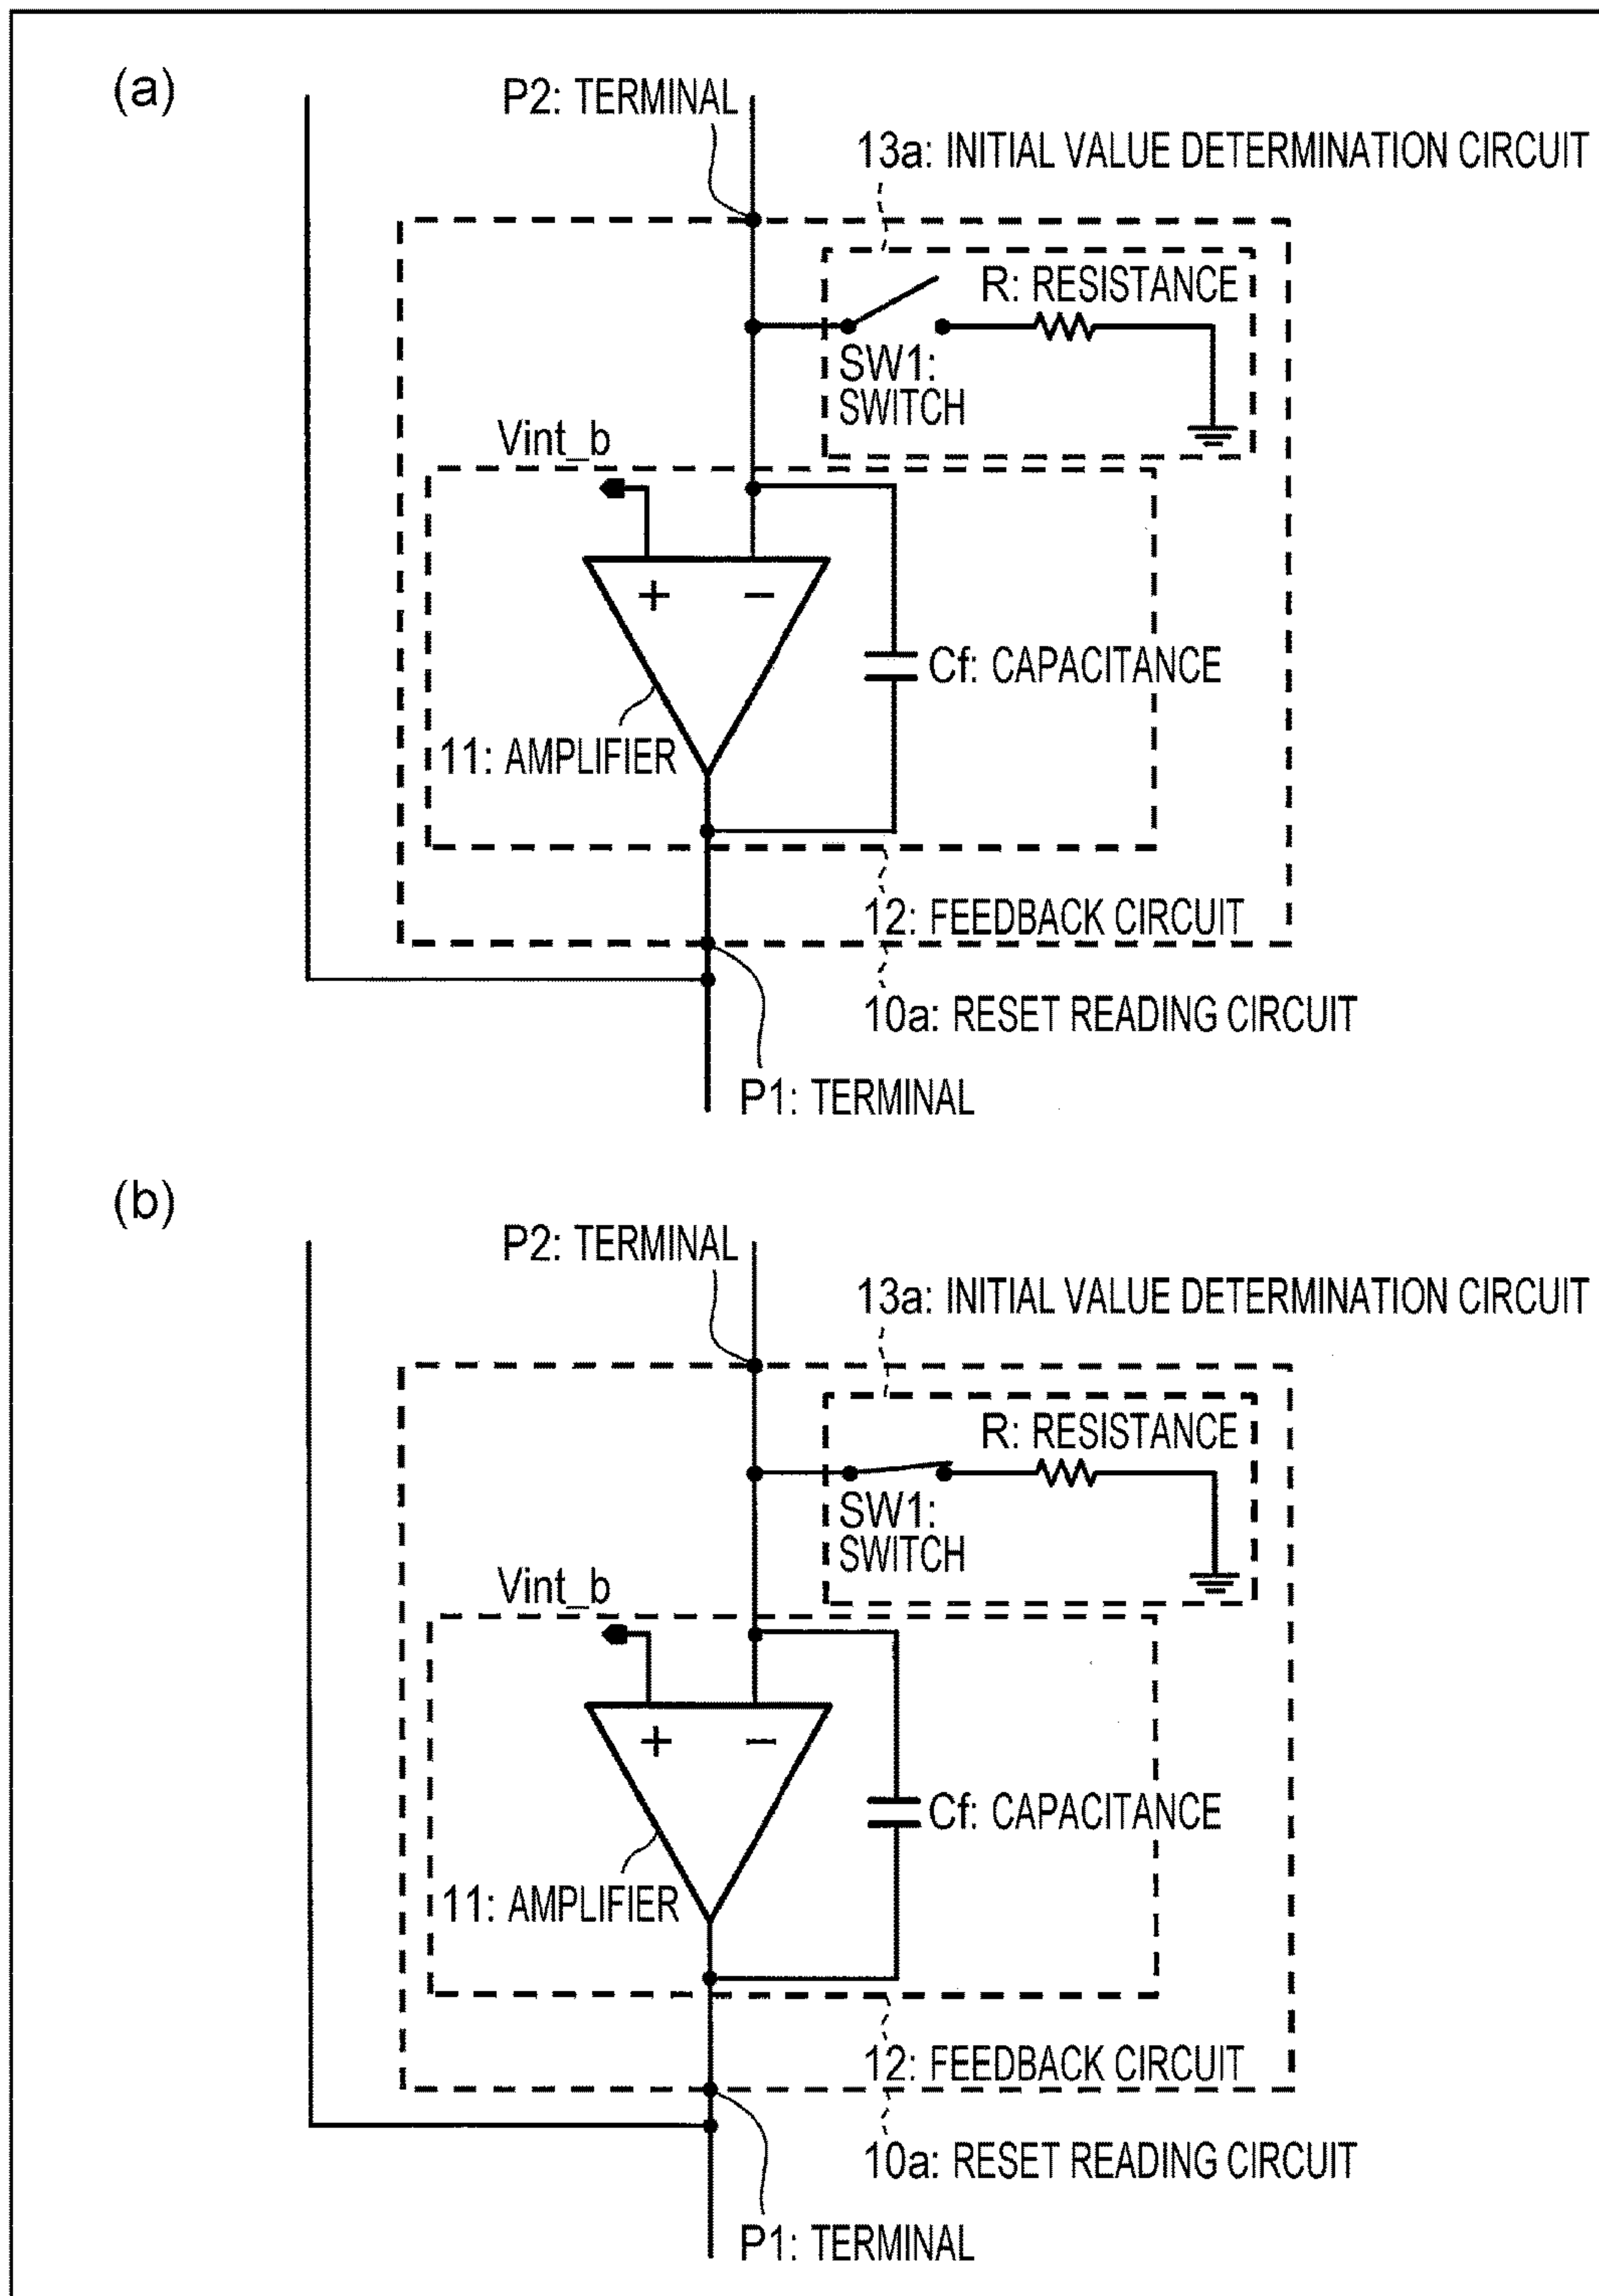 (a)
P2: TERMINAL
13a: INITIAL VALUE DETERMINATION CIRCUIT
R: RESISTANCE
SW1:
SWITCH
Vint_b
+ −
Cf: CAPACITANCE
11: AMPLIFIER
12: FEEDBACK CIRCUIT
10a: RESET READING CIRCUIT
P1: TERMINAL
(b)
P2: TERMINAL
13a: INITIAL VALUE DETERMINATION CIRCUIT
R: RESISTANCE
SW1:
SWITCH
Vint_b
+ −
Cf: CAPACITANCE
11: AMPLIFIER
12: FEEDBACK CIRCUIT
10a: RESET READING CIRCUIT
P1: TERMINAL